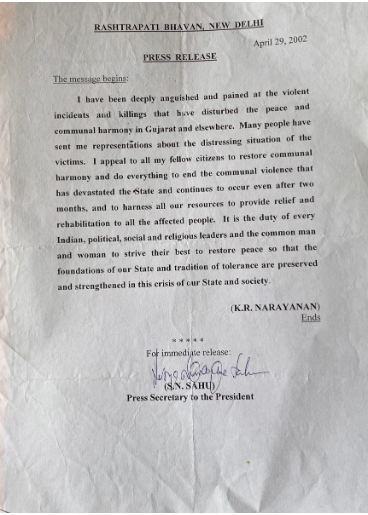 RASHTRAPATI BHAVAN, NEW DELHI
April 29, 2002
PRESS RELEASE
The message begins:
I have been deeply anguished and pained at the violent
incidents and killings that have disturbed the peace and
communal harmony in Gujarat and elsewhere. Many people have
sent me representations about the distressing situation of the
victims. I appeal to all my fellow citizens to restore communal
harmony and do everything to end the communal violence that
has devastated the State and continues to occur even after two
months, and to harness all our resources to provide relief and
rehabilitation to all the affected people. It is the duty of every
Indian, political, social and religious leaders and the common man
and woman to strive their best to restore peace so that the
foundations of our State and tradition of tolerance are preserved
and strengthened in this crisis of our State and society.
(K.R. NARAYANAN)
Ends
* * * * *
For immediate release:
(S.N. SAHU)
Press Secretary to the President